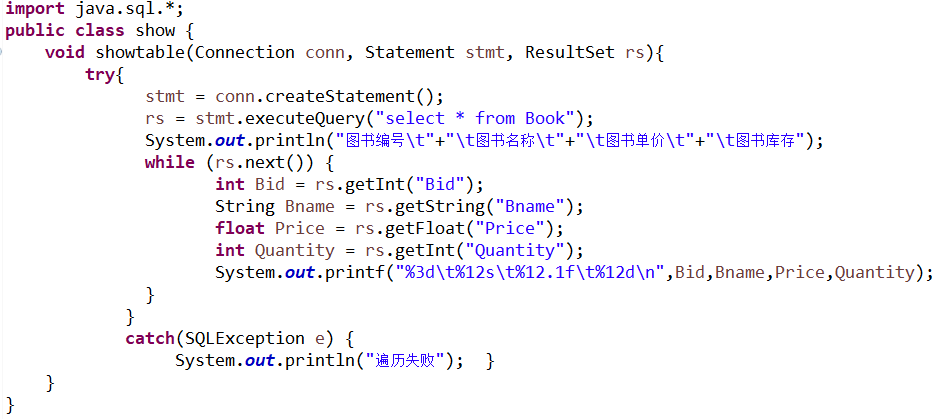 import java.sql.*;
public class show {
    void showtable(Connection conn, Statement stmt, ResultSet rs){
        try{
              stmt = conn.createStatement();
              rs = stmt.executeQuery("select * from Book");
              System.out.println("图书编号\t"+"\t图书名称\t"+"\t图书单价\t"+"\t图书库存");
              while (rs.next()) {
                     int Bid = rs.getInt("Bid");
                     String Bname = rs.getString("Bname");
                     float Price = rs.getFloat("Price");
                     int Quantity = rs.getInt("Quantity");
                     System.out.printf("%3d\t%12s\t%12.1f\t%12d\n",Bid,Bname,Price,Quantity);
              }
            }
            catch(SQLException e) {
                 System.out.println("遍历失败");  }
    }
}